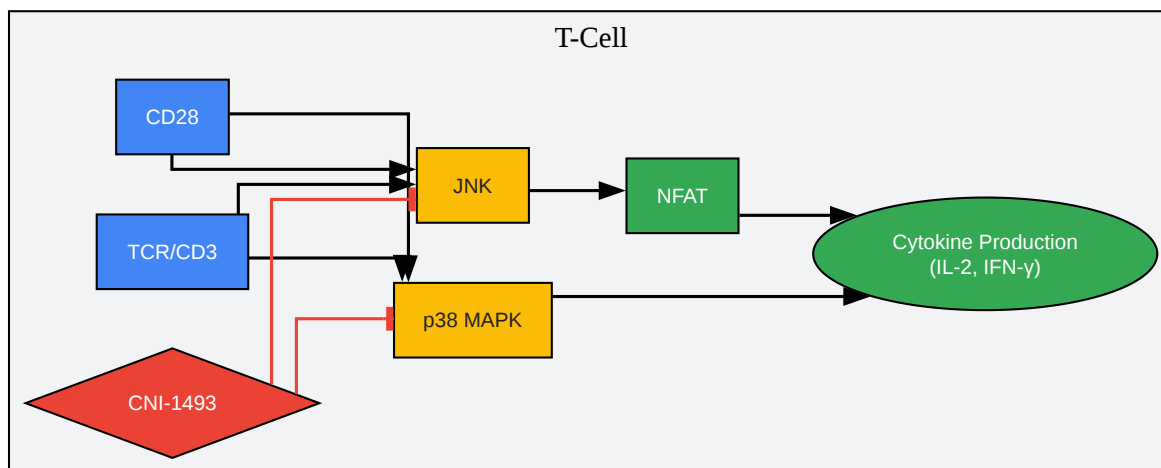 T-Cell
CD28
JNK
NFAT
TCR/CD3
Cytokine Production
(IL-2, IFN-γ)
p38 MAPK
CNI-1493